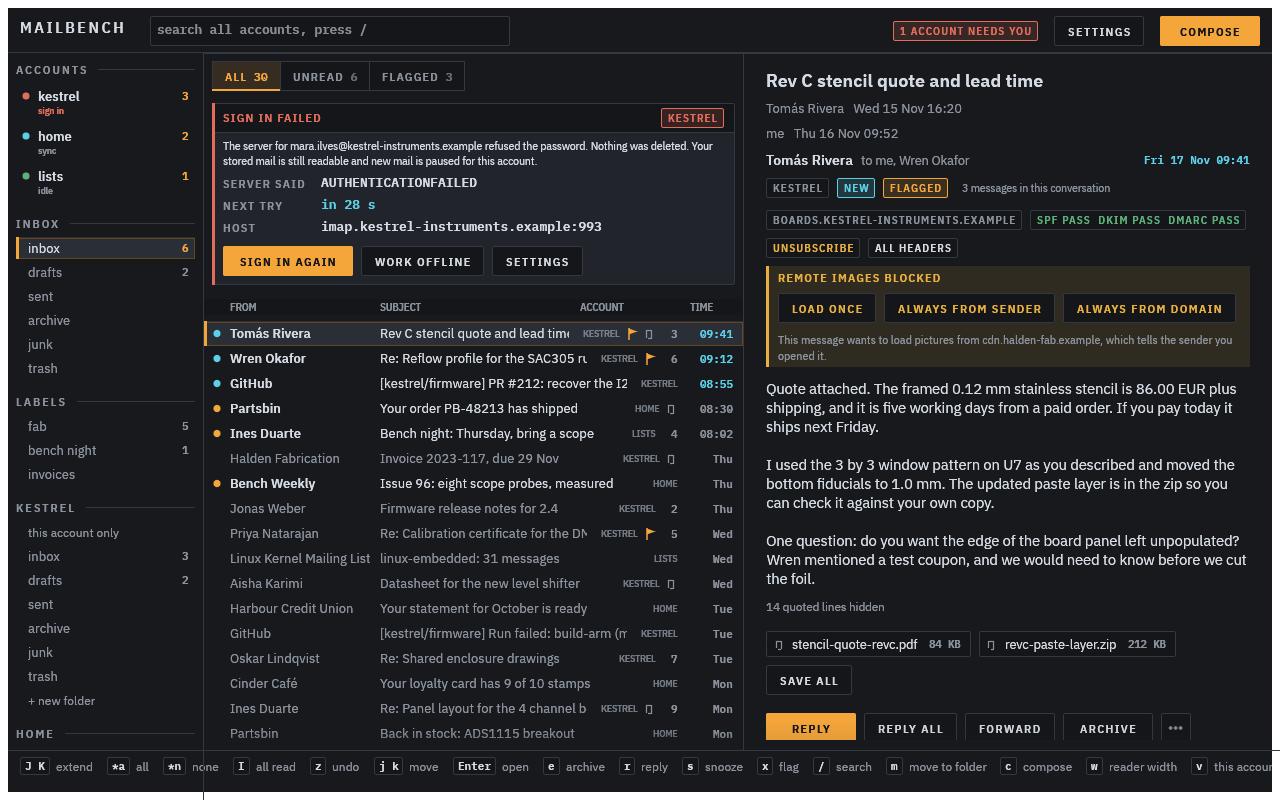 MAILBENCH
search all accounts, press /
1 ACCOUNT NEEDS YOU
SETTINGS
COMPOSE
ACCOUNTS
kestrel 3
sign in
home 2
sync
lists 1
idle
INBOX
inbox 6
drafts 2
sent
archive
junk
trash
LABELS
fab 5
bench night 1
invoices
KESTREL
this account only
inbox 3
drafts 2
sent
archive
junk
trash
+ new folder
HOME
ALL 30
UNREAD 6
FLAGGED 3
SIGN IN FAILED KESTREL
The server for mara.ilves@kestrel-instruments.example refused the password. Nothing was deleted. Your
stored mail is still readable and new mail is paused for this account.
SERVER SAID AUTHENTICATIONFAILED
NEXT TRY in 28 s
HOST imap.kestrel-instruments.example:993
SIGN IN AGAIN
WORK OFFLINE
SETTINGS
FROM SUBJECT ACCOUNT TIME
Tomás Rivera Rev C stencil quote and lead time KESTREL 3 09:41
Wren Okafor Re: Reflow profile for the SAC305 ru KESTREL 6 09:12
GitHub [kestrel/firmware] PR #212: recover the I2 KESTREL 08:55
Partsbin Your order PB-48213 has shipped HOME 08:30
Ines Duarte Bench night: Thursday, bring a scope LISTS 4 08:02
Halden Fabrication Invoice 2023-117, due 29 Nov KESTREL Thu
Bench Weekly Issue 96: eight scope probes, measured HOME Thu
Jonas Weber Firmware release notes for 2.4 KESTREL 2 Thu
Priya Natarajan Re: Calibration certificate for the DM KESTREL 5 Wed
Linux Kernel Mailing List linux-embedded: 31 messages LISTS Wed
Aisha Karimi Datasheet for the new level shifter KESTREL Wed
Harbour Credit Union Your statement for October is ready HOME Tue
GitHub [kestrel/firmware] Run failed: build-arm (m KESTREL Tue
Oskar Lindqvist Re: Shared enclosure drawings KESTREL 7 Tue
Cinder Café Your loyalty card has 9 of 10 stamps HOME Mon
Ines Duarte Re: Panel layout for the 4 channel b KESTREL 9 Mon
Partsbin Back in stock: ADS1115 breakout HOME Mon
Rev C stencil quote and lead time
Tomás Rivera Wed 15 Nov 16:20
me Thu 16 Nov 09:52
Tomás Rivera to me, Wren Okafor Fri 17 Nov 09:41
KESTREL NEW FLAGGED 3 messages in this conversation
BOARDS.KESTREL-INSTRUMENTS.EXAMPLE SPF PASS DKIM PASS DMARC PASS
UNSUBSCRIBE ALL HEADERS
REMOTE IMAGES BLOCKED
LOAD ONCE ALWAYS FROM SENDER ALWAYS FROM DOMAIN
This message wants to load pictures from cdn.halden-fab.example, which tells the sender you
opened it.
Quote attached. The framed 0.12 mm stainless stencil is 86.00 EUR plus
shipping, and it is five working days from a paid order. If you pay today it
ships next Friday.
I used the 3 by 3 window pattern on U7 as you described and moved the
bottom fiducials to 1.0 mm. The updated paste layer is in the zip so you
can check it against your own copy.
One question: do you want the edge of the board panel left unpopulated?
Wren mentioned a test coupon, and we would need to know before we cut
the foil.
14 quoted lines hidden
stencil-quote-revc.pdf 84 KB revc-paste-layer.zip 212 KB
SAVE ALL
REPLY REPLY ALL FORWARD ARCHIVE •••
J K extend *a all *n none I all read z undo j k move Enter open e archive r reply s snooze x flag / search m move to folder c compose w reader width v this accoun